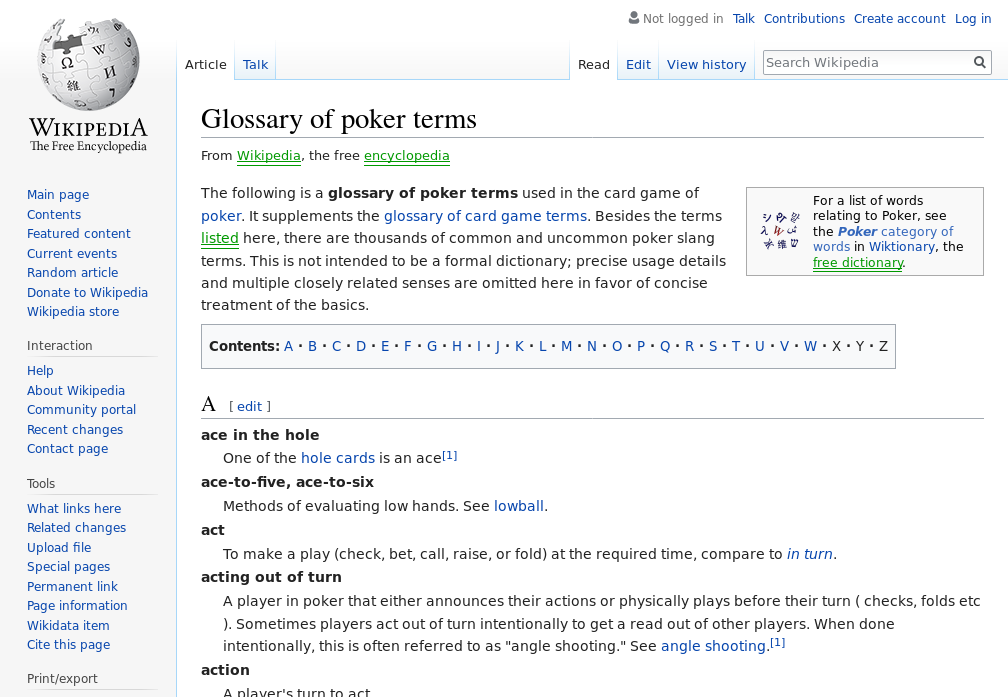 Not logged in Talk Contributions Create account Log in
Article Talk Read Edit View history Search Wikipedia
WIKIPEDIA
The Free Encyclopedia
Main page
Contents
Featured content
Current events
Random article
Donate to Wikipedia
Wikipedia store
Interaction
Help
About Wikipedia
Community portal
Recent changes
Contact page
Tools
What links here
Related changes
Upload file
Special pages
Permanent link
Page information
Wikidata item
Cite this page
Print/export
Glossary of poker terms
From Wikipedia, the free encyclopedia
The following is a glossary of poker terms used in the card game of
poker. It supplements the glossary of card game terms. Besides the terms
listed here, there are thousands of common and uncommon poker slang
terms. This is not intended to be a formal dictionary; precise usage details
and multiple closely related senses are omitted here in favor of concise
treatment of the basics.
For a list of words
relating to Poker, see
the Poker category of
words in Wiktionary, the
free dictionary.
Contents: A · B · C · D · E · F · G · H · I · J · K · L · M · N · O · P · Q · R · S · T · U · V · W · X · Y · Z
A [ edit ]
ace in the hole
One of the hole cards is an ace[1]
ace-to-five, ace-to-six
Methods of evaluating low hands. See lowball.
act
To make a play (check, bet, call, raise, or fold) at the required time, compare to in turn.
acting out of turn
A player in poker that either announces their actions or physically plays before their turn ( checks, folds etc
). Sometimes players act out of turn intentionally to get a read out of other players. When done
intentionally, this is often referred to as "angle shooting." See angle shooting.[1]
action
A player's turn to act